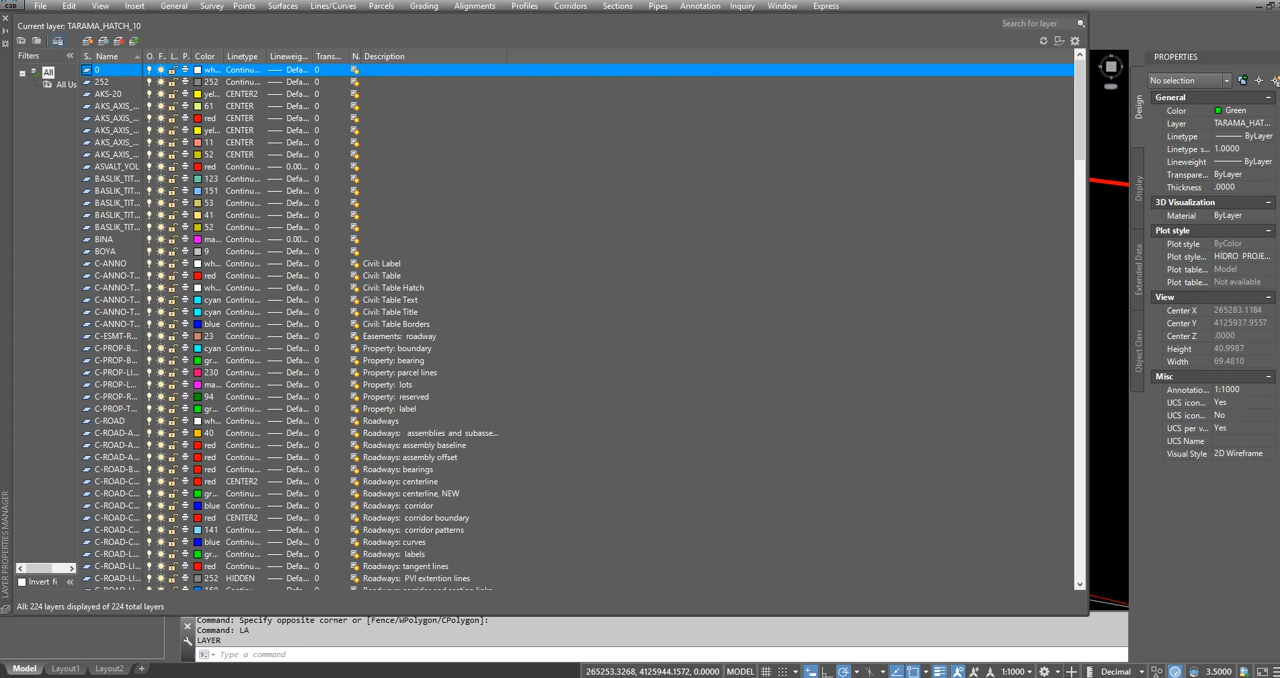 File Edit View Insert General Survey Points Surfaces Lines/Curves Parcels Grading Alignments Profiles Corridors Sections Pipes Annotation Inquiry Window Express
Current layer: TARAMA_HATCH_10
Search for layer
Filters « S.. Name O. F.. L.. P.. Color Linetype Lineweig... Trans... N. Description
All
All Us
0 wh... Continu... Defa... 0
252 252 Continu... Defa... 0
AKS-20 yel... CENTER2 Defa... 0
AKS_AXIS_... 61 CENTER Defa... 0
AKS_AXIS_... red CENTER Defa... 0
AKS_AXIS_... yel... CENTER Defa... 0
AKS_AXIS_... 11 CENTER Defa... 0
AKS_AXIS_... 52 CENTER Defa... 0
ASVALT_YOL red Continu... 0.00... 0
BASLIK_TIT... 123 Continu... Defa... 0
BASLIK_TIT... 151 Continu... Defa... 0
BASLIK_TIT... 53 Continu... Defa... 0
BASLIK_TIT... 41 Continu... Defa... 0
BASLIK_TIT... 52 Continu... Defa... 0
BINA ma... Continu... 0.00... 0
BOYA 9 Continu... Defa... 0
C-ANNO wh... Continu... Defa... 0 Civil: Label
C-ANNO-T... red Continu... Defa... 0 Civil: Table
C-ANNO-T... wh... Continu... Defa... 0 Civil: Table Hatch
C-ANNO-T... cyan Continu... Defa... 0 Civil: Table Text
C-ANNO-T... cyan Continu... Defa... 0 Civil: Table Title
C-ANNO-T... blue Continu... Defa... 0 Civil: Table Borders
C-ESMT-R... 23 Continu... Defa... 0 Easements: roadway
C-PROP-B... cyan Continu... Defa... 0 Property: boundary
C-PROP-B... gr... Continu... Defa... 0 Property: bearing
C-PROP-LI... 230 Continu... Defa... 0 Property: parcel lines
C-PROP-L... ma... Continu... Defa... 0 Property: lots
C-PROP-R... 94 Continu... Defa... 0 Property: reserved
C-PROP-T... gr... Continu... Defa... 0 Property: label
C-ROAD wh... Continu... Defa... 0 Roadways
C-ROAD-A... 40 Continu... Defa... 0 Roadways: assemblies and subasse...
C-ROAD-A... red Continu... Defa... 0 Roadways: assembly baseline
C-ROAD-A... red Continu... Defa... 0 Roadways: assembly offset
C-ROAD-B... red Continu... Defa... 0 Roadways: bearings
C-ROAD-C... red CENTER2 Defa... 0 Roadways: centerline
C-ROAD-C... gr... Continu... Defa... 0 Roadways: centerline, NEW
C-ROAD-C... blue Continu... Defa... 0 Roadways: corridor
C-ROAD-C... red CENTER2 Defa... 0 Roadways: corridor boundary
C-ROAD-C... 141 Continu... Defa... 0 Roadways: corridor patterns
C-ROAD-C... blue Continu... Defa... 0 Roadways: curves
C-ROAD-L... gr... Continu... Defa... 0 Roadways: labels
C-ROAD-LI... red Continu... Defa... 0 Roadways: tangent lines
C-ROAD-LI... 252 HIDDEN Defa... 0 Roadways: PVI extention lines
Invert fi «
All: 224 layers displayed of 224 total layers
LAYER PROPERTIES MANAGER
Command: Specify opposite corner or [Fence/WPolygon/CPolygon]:
Command: LA
LAYER
Type a command
Model Layout1 Layout2 +
265253.3268, 4125944.1572, 0.0000 MODEL 1:1000 Decimal 3.5000
PROPERTIES
No selection
Design
Display
Extended Data
Object Class
General
Color Green
Layer TARAMA_HAT...
Linetype ByLayer
Linetype s... 1.0000
Lineweight ByLayer
Transpare... ByLayer
Thickness .0000
3D Visualization
Material ByLayer
Plot style
Plot style ByColor
Plot style... HİDRO PROJE...
Plot table... Model
Plot table... Not available
View
Center X 265283.1184
Center Y 4125937.9557
Center Z .0000
Height 40.9987
Width 69.4810
Misc
Annotatio... 1:1000
UCS icon... Yes
UCS icon... No
UCS per v... Yes
UCS Name
Visual Style 2D Wireframe